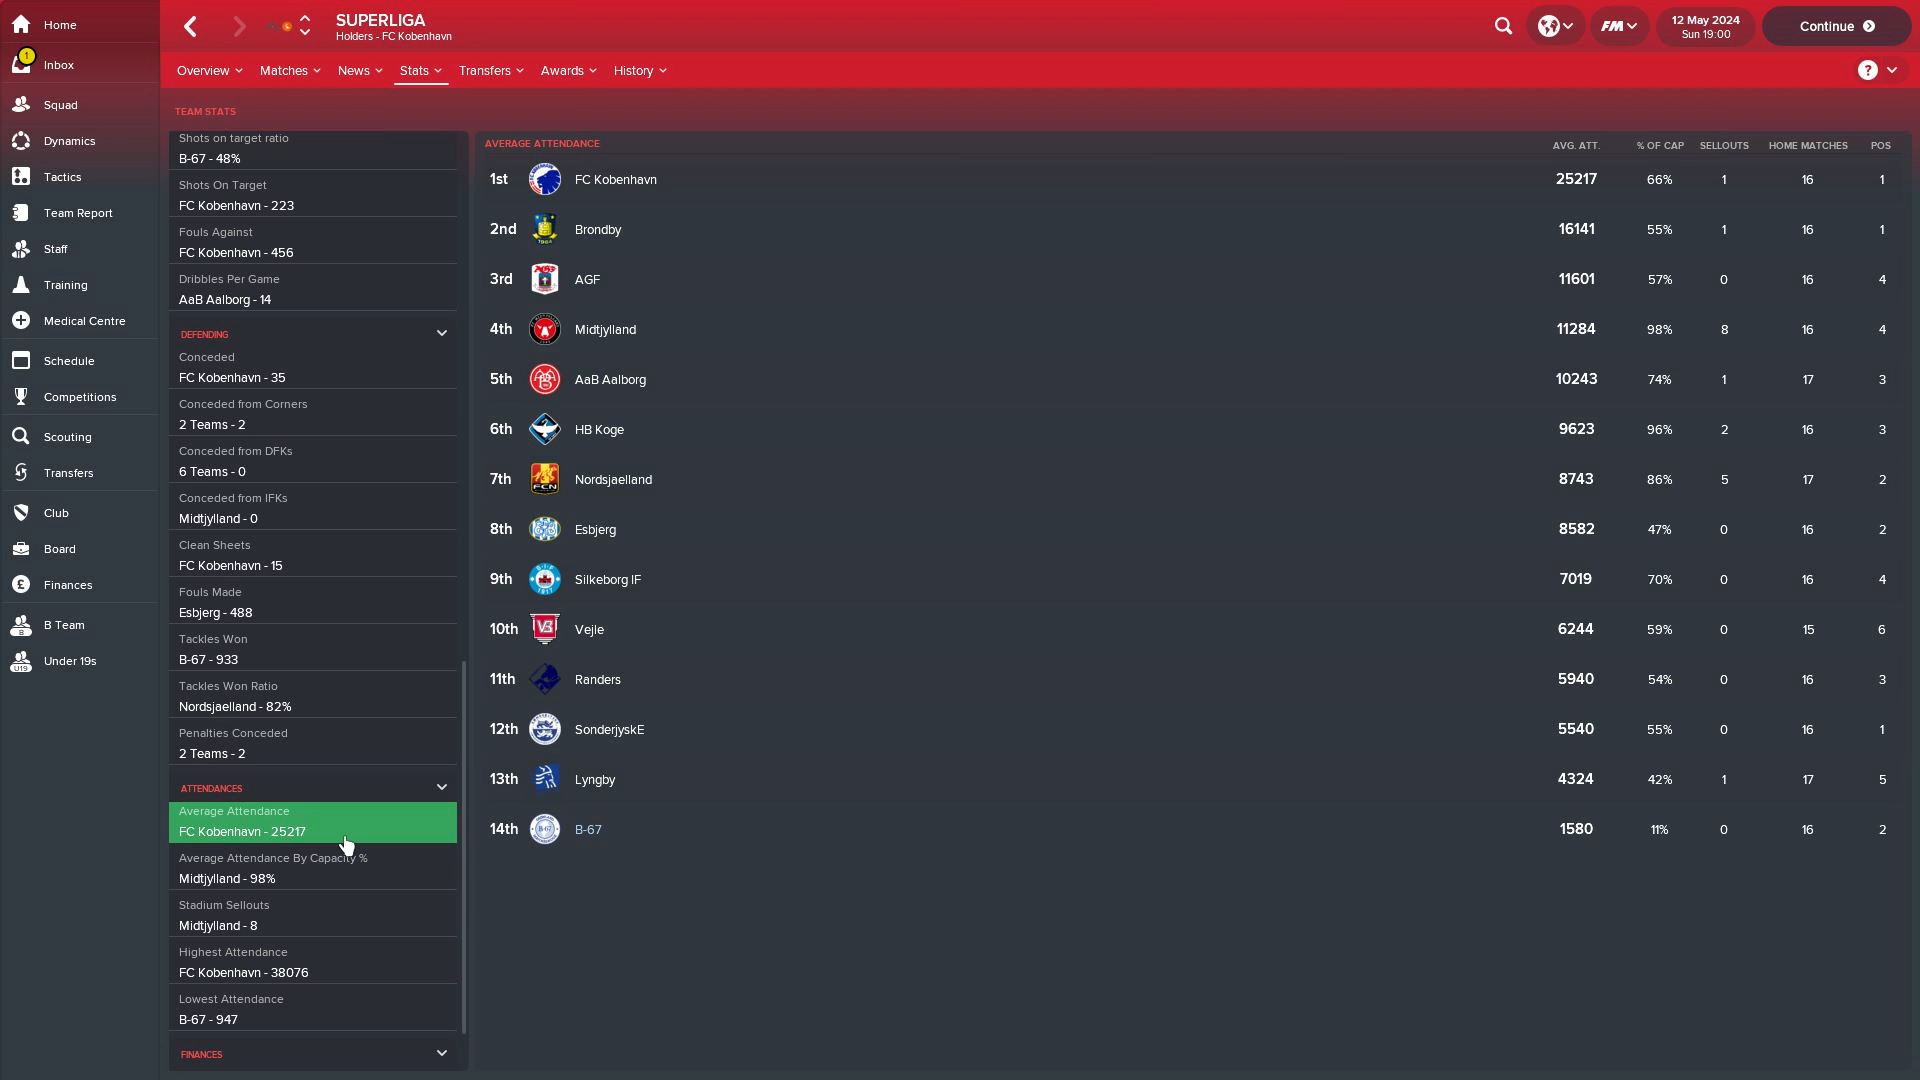 Home
1
Inbox
Squad
Dynamics
Tactics
Team Report
Staff
Training
Medical Centre
Schedule
Competitions
Scouting
Transfers
Club
Board
£ Finances
B
B Team
U19
Under 19s
SUPERLIGA
Holders - FC Kobenhavn
FM
12 May 2024
Sun 19:00
Continue
Overview Matches News Stats Transfers Awards History
?
TEAM STATS
Shots on target ratio
B-67 - 48%
Shots On Target
FC Kobenhavn - 223
Fouls Against
FC Kobenhavn - 456
Dribbles Per Game
AaB Aalborg - 14
DEFENDING
Conceded
FC Kobenhavn - 35
Conceded from Corners
2 Teams - 2
Conceded from DFKs
6 Teams - 0
Conceded from IFKs
Midtjylland - 0
Clean Sheets
FC Kobenhavn - 15
Fouls Made
Esbjerg - 488
Tackles Won
B-67 - 933
Tackles Won Ratio
Nordsjaelland - 82%
Penalties Conceded
2 Teams - 2
ATTENDANCES
Average Attendance
FC Kobenhavn - 25217
Average Attendance By Capacity %
Midtjylland - 98%
Stadium Sellouts
Midtjylland - 8
Highest Attendance
FC Kobenhavn - 38076
Lowest Attendance
B-67 - 947
FINANCES
AVERAGE ATTENDANCE AVG. ATT. % OF CAP SELLOUTS HOME MATCHES POS
1st FC Kobenhavn 25217 66% 1 16 1
2nd Brondby 16141 55% 1 16 1
3rd AGF 11601 57% 0 16 4
4th Midtjylland 11284 98% 8 16 4
5th AaB Aalborg 10243 74% 1 17 3
6th HB Koge 9623 96% 2 16 3
7th FCN Nordsjaelland 8743 86% 5 17 2
8th Esbjerg 8582 47% 0 16 2
9th Silkeborg IF 7019 70% 0 16 4
10th VB Vejle 6244 59% 0 15 6
11th Randers 5940 54% 0 16 3
12th SonderjyskE 5540 55% 0 16 1
13th Lyngby 4324 42% 1 17 5
14th B-67 B-67 1580 11% 0 16 2